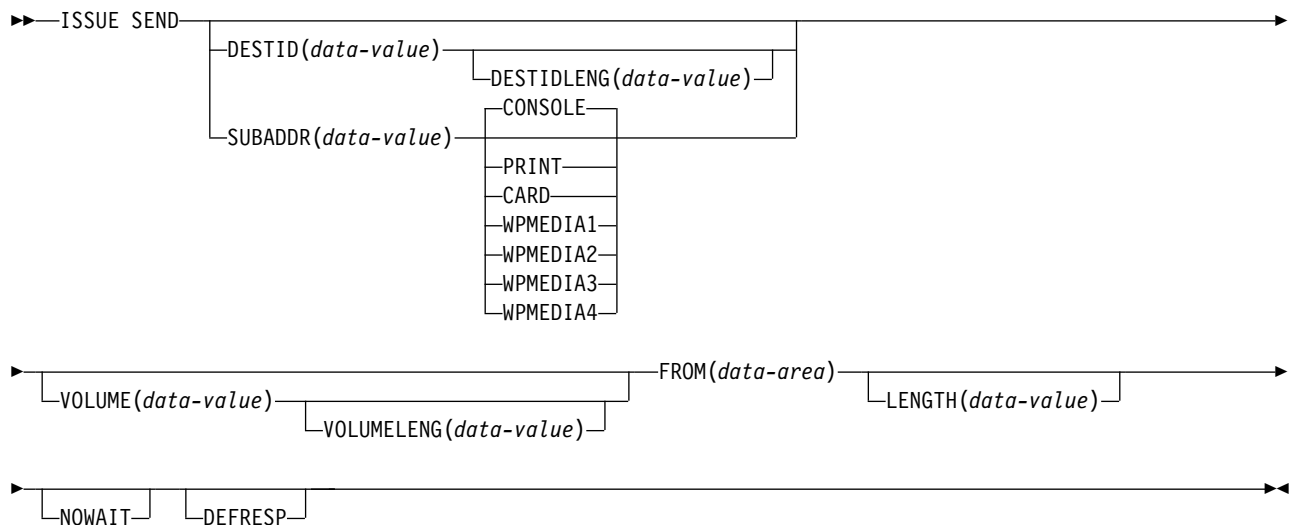 ISSUE SEND
DESTID(data-value)
DESTIDLENG(data-value)
CONSOLE
SUBADDR(data-value)
PRINT
CARD
WPMEDIA1
WPMEDIA2
WPMEDIA3
WPMEDIA4
FROM(data-area)
VOLUME(data-value)
LENGTH(data-value)
VOLUMELENG(data-value)
NOWAIT DEFRESP